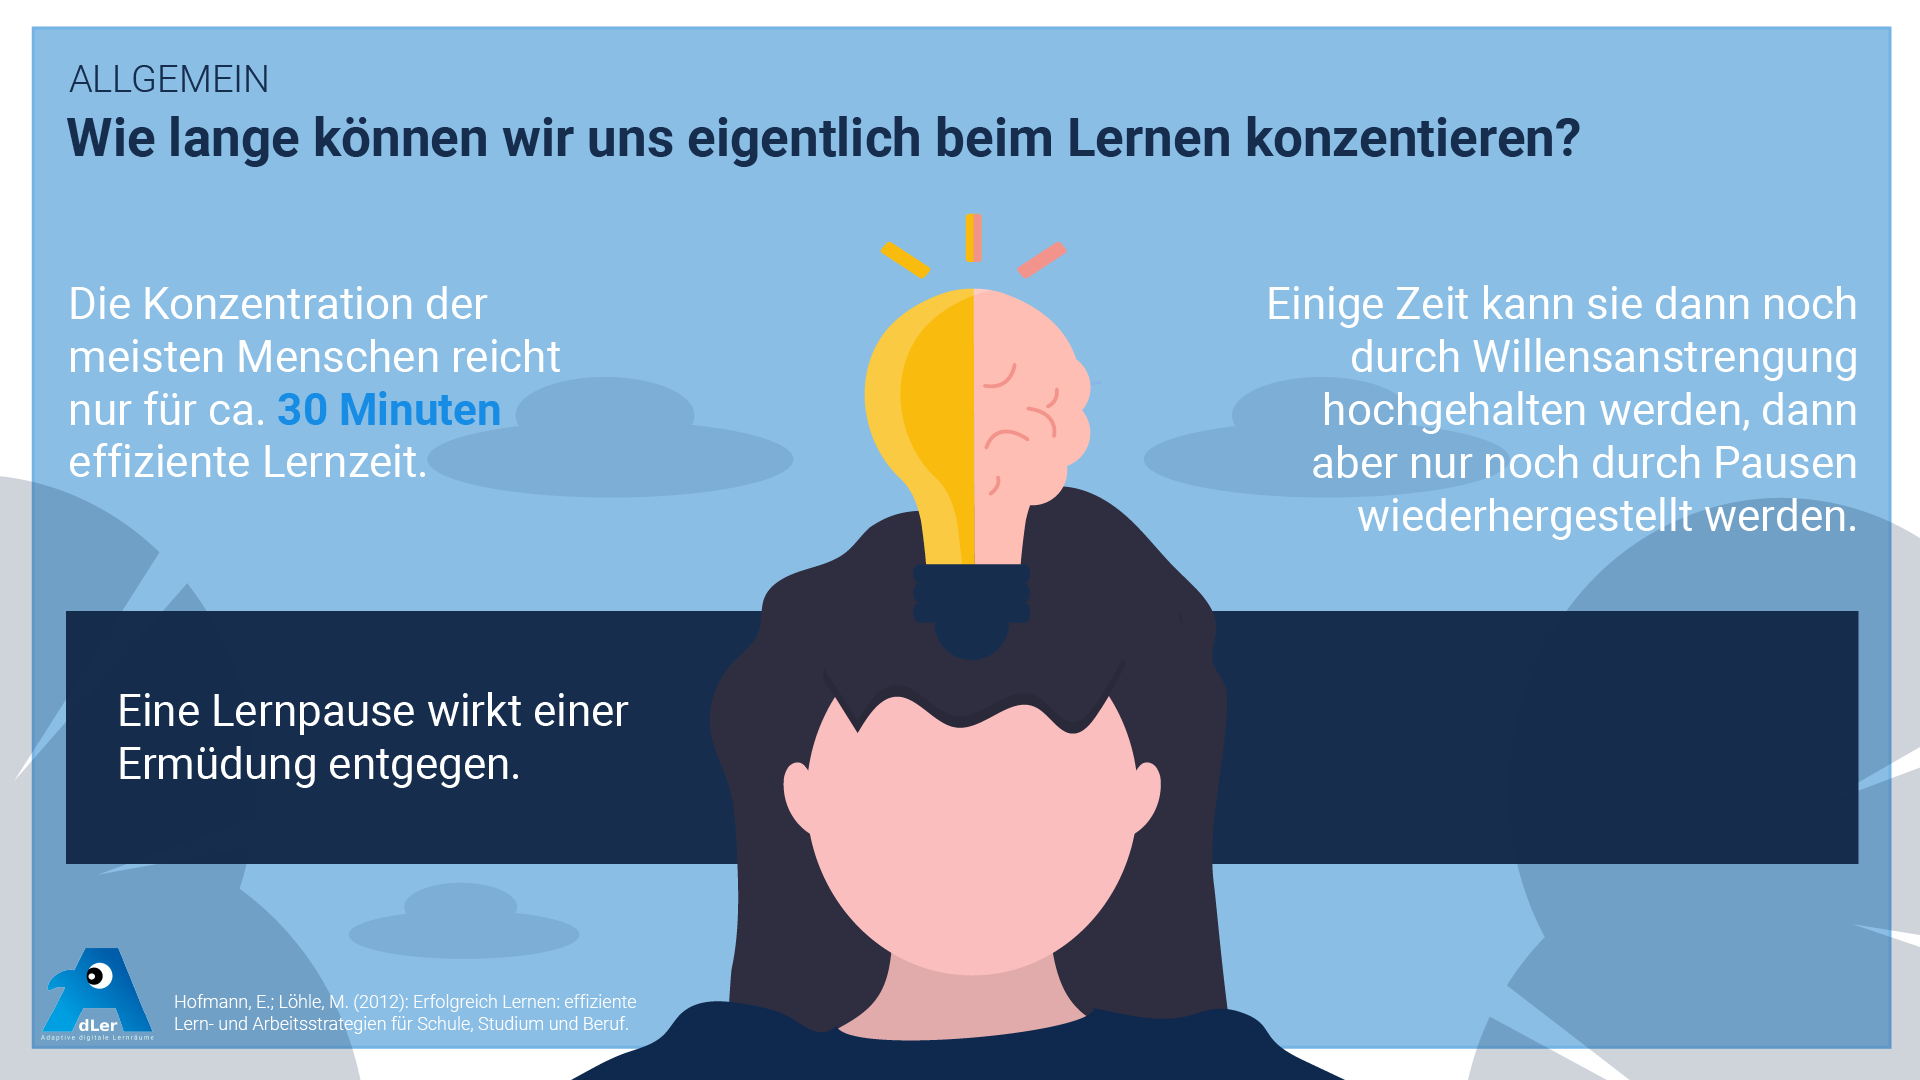 ALLGEMEIN
Wie lange können wir uns eigentlich beim Lernen konzentieren?
Die Konzentration der
meisten Menschen reicht
nur für ca. 30 Minuten
effiziente Lernzeit.
Einige Zeit kann sie dann noch
durch Willensanstrengung
hochgehalten werden, dann
aber nur noch durch Pausen
wiederhergestellt werden.
Eine Lernpause wirkt einer
Ermüdung entgegen.
dLer
Adaptive digitale Lernräume
Hofmann, E.; Löhle, M. (2012): Erfolgreich Lernen: effiziente
Lern- und Arbeitsstrategien für Schule, Studium und Beruf.